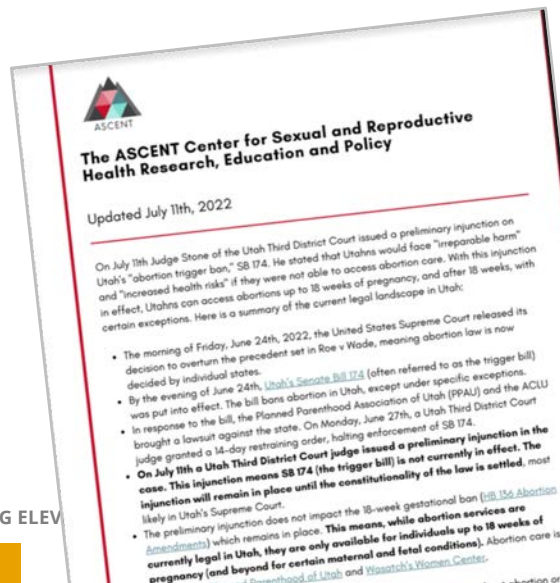 ASCENT
The ASCENT Center for Sexual and Reproductive
Health Research, Education and Policy
Updated July 11th, 2022
On July 11th Judge Stone of the Utah Third District Court issued a preliminary injunction on
Utah's "abortion trigger ban," SB 174. He stated that Utahns would face "irreparable harm"
and "increased health risks" if they were not able to access abortion care. With this injunction
in effect, Utahns can access abortions up to 18 weeks of pregnancy, and after 18 weeks, with
certain exceptions. Here is a summary of the current legal landscape in Utah:
• The morning of Friday, June 24th, 2022, the United States Supreme Court released its
decision to overturn the precedent set in Roe v Wade, meaning abortion law is now
decided by individual states.
• By the evening of June 24th, Utah's Senate Bill 174 (often referred to as the trigger bill)
was put into effect. The bill bans abortion in Utah, except under specific exceptions.
• In response to the bill, the Planned Parenthood Association of Utah (PPAU) and the ACLU
brought a lawsuit against the state. On Monday, June 27th, a Utah Third District Court
judge granted a 14-day restraining order, halting enforcement of SB 174.
• On July 11th a Utah Third District Court judge issued a preliminary injunction in the
case. This injunction means SB 174 (the trigger bill) is not currently in effect. The
injunction will remain in place until the constitutionality of the law is settled, most
likely in Utah's Supreme Court.
• The preliminary injunction does not impact the 18-week gestational ban (HB 136 Abortion
Amendments) which remains in place. This means, while abortion services are
currently legal in Utah, they are only available for individuals up to 18 weeks of
pregnancy (and beyond for certain maternal and fetal conditions). Abortion care is
Parenthood of Utah and Wasatch's Women Center.
G ELEV